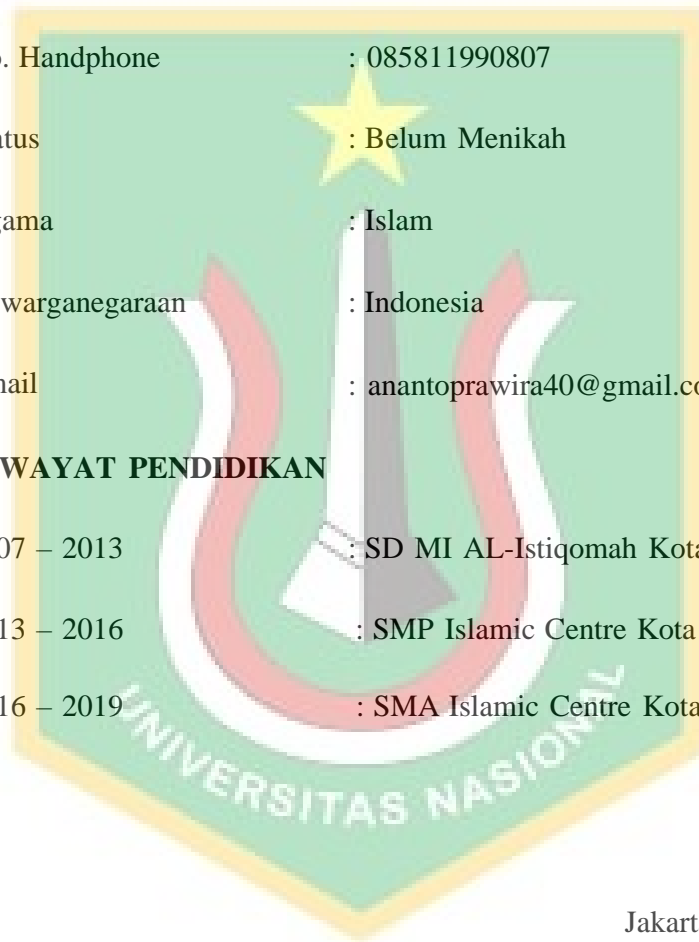 . Handphone : 085811990807
atus : Belum Menikah
gama : Islam
warganegaraan : Indonesia
nail : anantoprawira40@gmail.co
WAYAT PENDIDIKAN
07 – 2013 : SD MI AL-Istiqomah Kota
13 – 2016 : SMP Islamic Centre Kota
16 – 2019 : SMA Islamic Centre Kota
UNIVERSITAS NASIONAL
Jakart